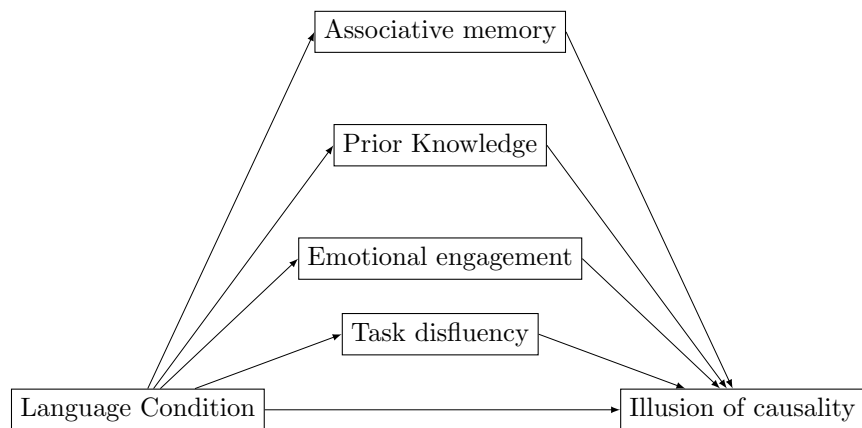 Associative memory
Prior Knowledge
Emotional engagement
Task disfluency
Language Condition
Illusion of causality